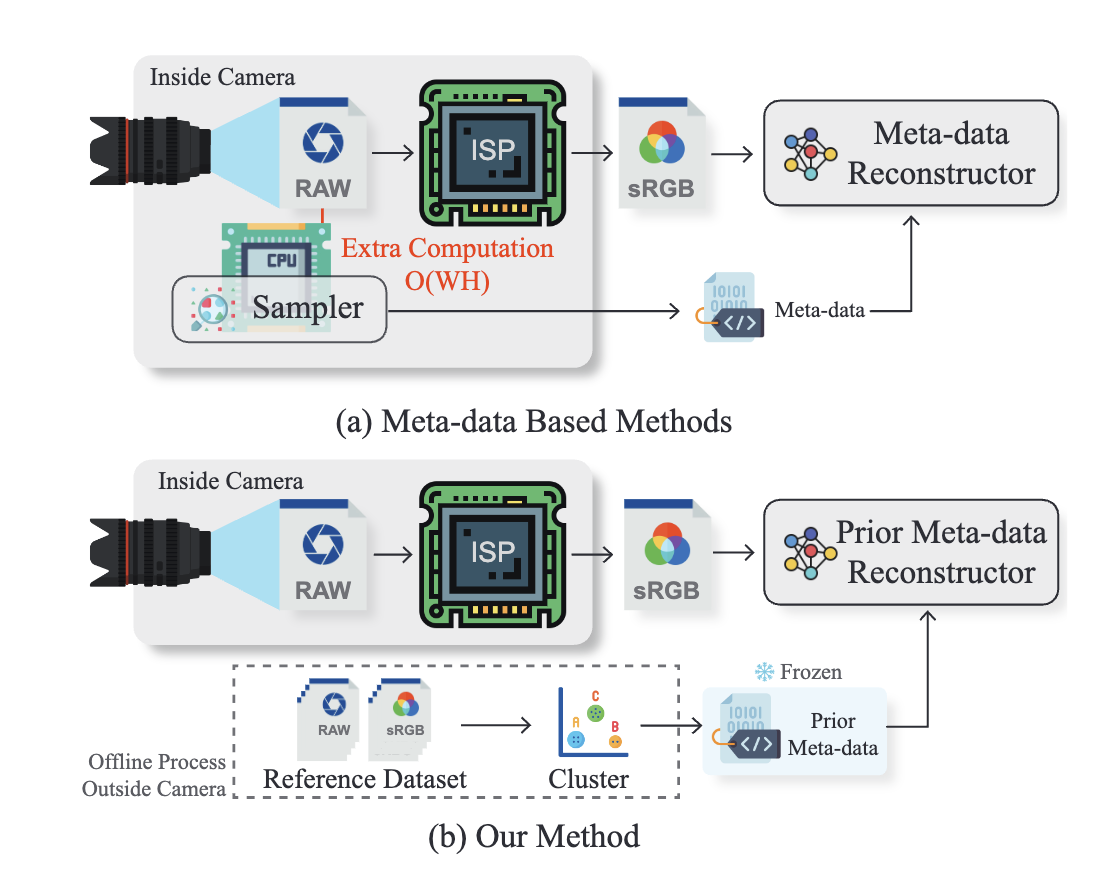 Inside Camera
RAW
ISP
sRGB
Meta-data
Reconstructor
CPU
Extra Computation
O(WH)
Sampler
10101
01010
</>
Meta-data
(a) Meta-data Based Methods
Inside Camera
RAW
ISP
sRGB
Prior Meta-data
Reconstructor
Frozen
RAW
sRGB
A
C
B
10101
01010
</>
Prior
Meta-data
Offline Process
Outside Camera
Reference Dataset
Cluster
(b) Our Method